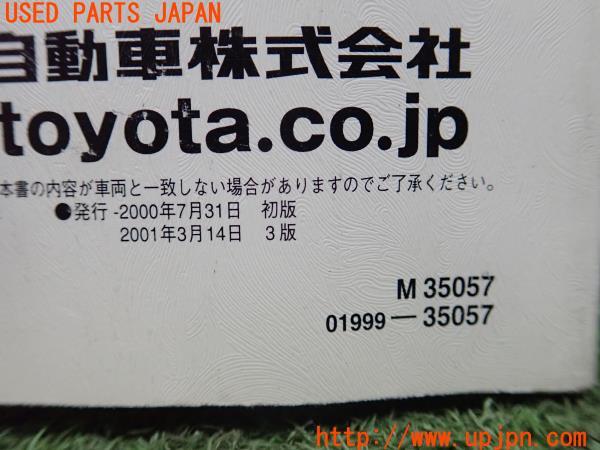 USED PARTS JAPAN
自動車株式会社
toyota.co.jp
本書の内容が車両と一致しない場合がありますのでご了承ください。
●発行-2000年7月31日 初版
2001年3月14日 3版
M 35057
01999-35057
http://www.upjpn.com/